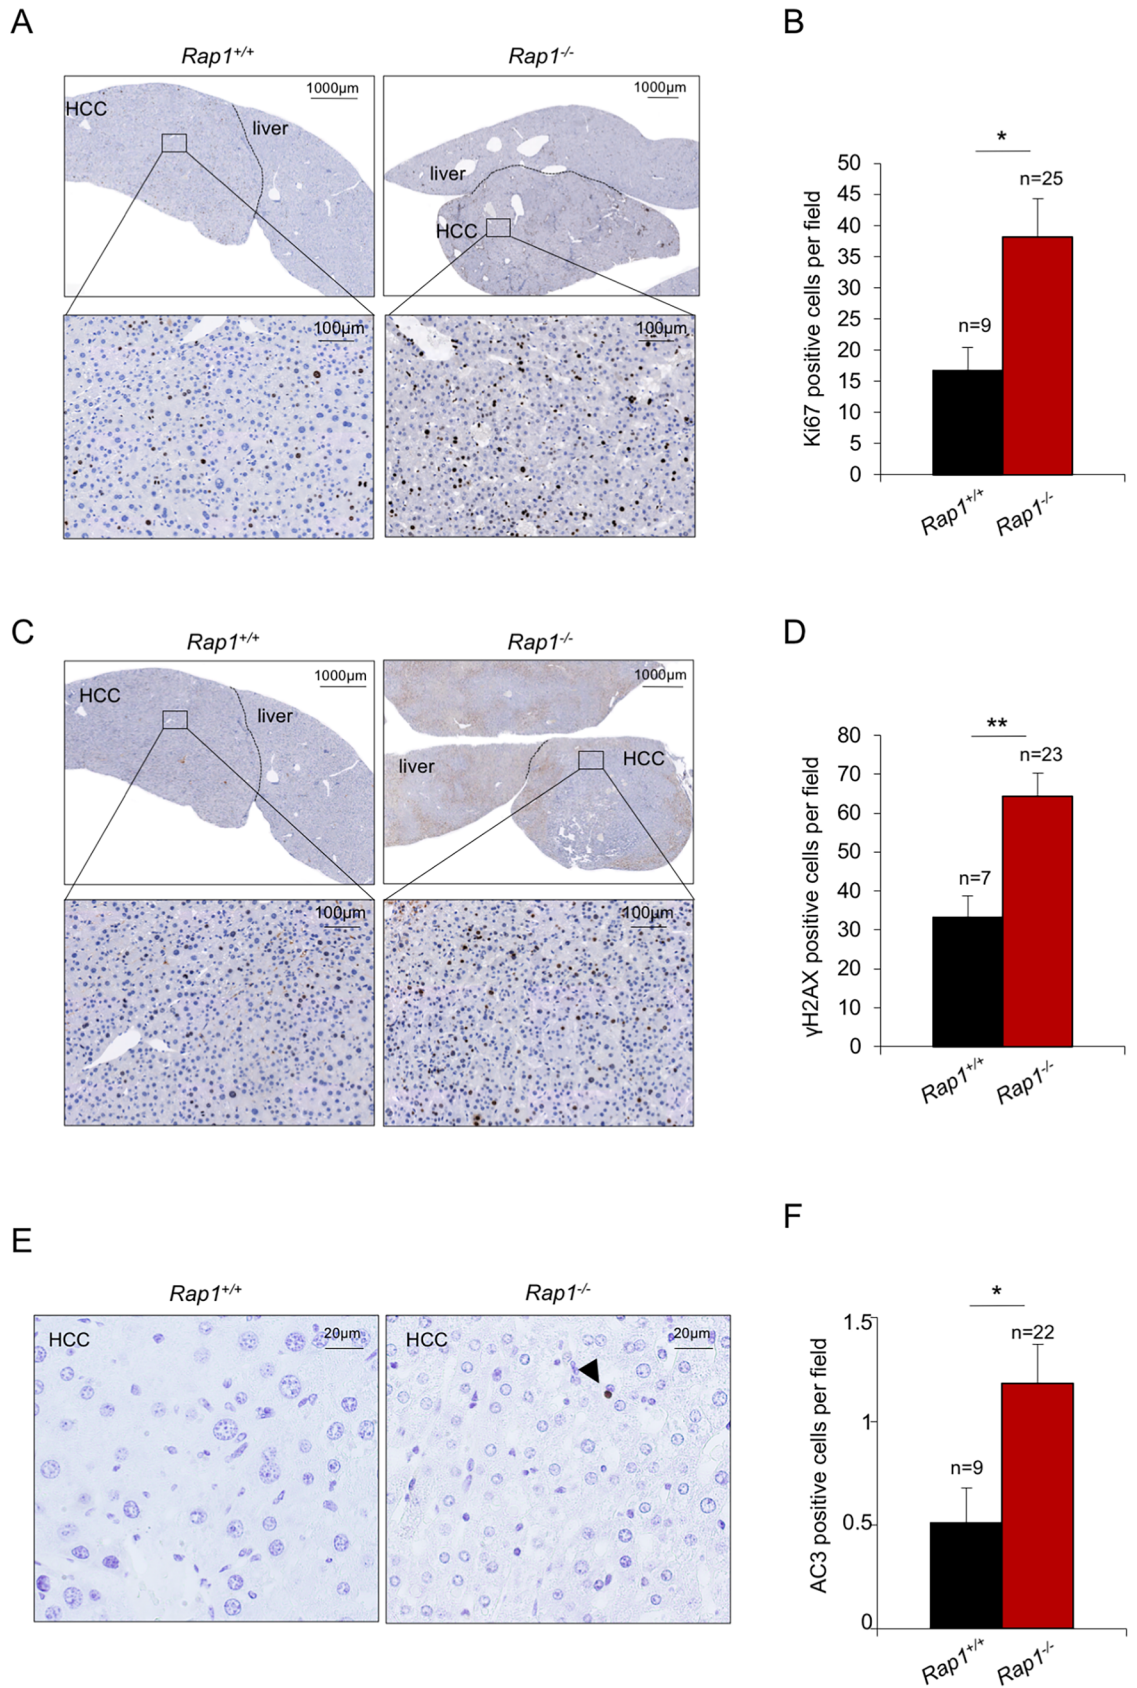 A
Rap1+/+
Rap1-/-
HCC
liver
1000µm
liver
HCC
1000µm
100µm
100µm
B
Ki67 positive cells per field
50
45
40
35
30
25
20
15
10
5
0
*
n=9
n=25
Rap1+/+
Rap1-/-
C
Rap1+/+
Rap1-/-
HCC
liver
1000µm
liver
HCC
1000µm
100µm
100µm
D
γH2AX positive cells per field
80
70
60
50
40
30
20
10
0
**
n=7
n=23
Rap1+/+
Rap1-/-
E
Rap1+/+
Rap1-/-
HCC
20µm
HCC
20µm
F
AC3 positive cells per field
1.5
1
0.5
0
*
n=9
n=22
Rap1+/+
Rap1-/-